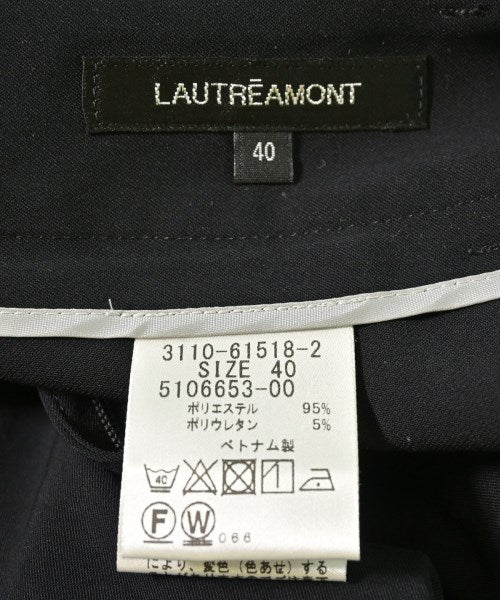 LAUTRĒAMONT
40
3110-61518-2
SIZE 40
5106653-00
ポリエステル 95%
ポリウレタン 5%
ベトナム製
40
F W 066
により、変色(色あせ)する